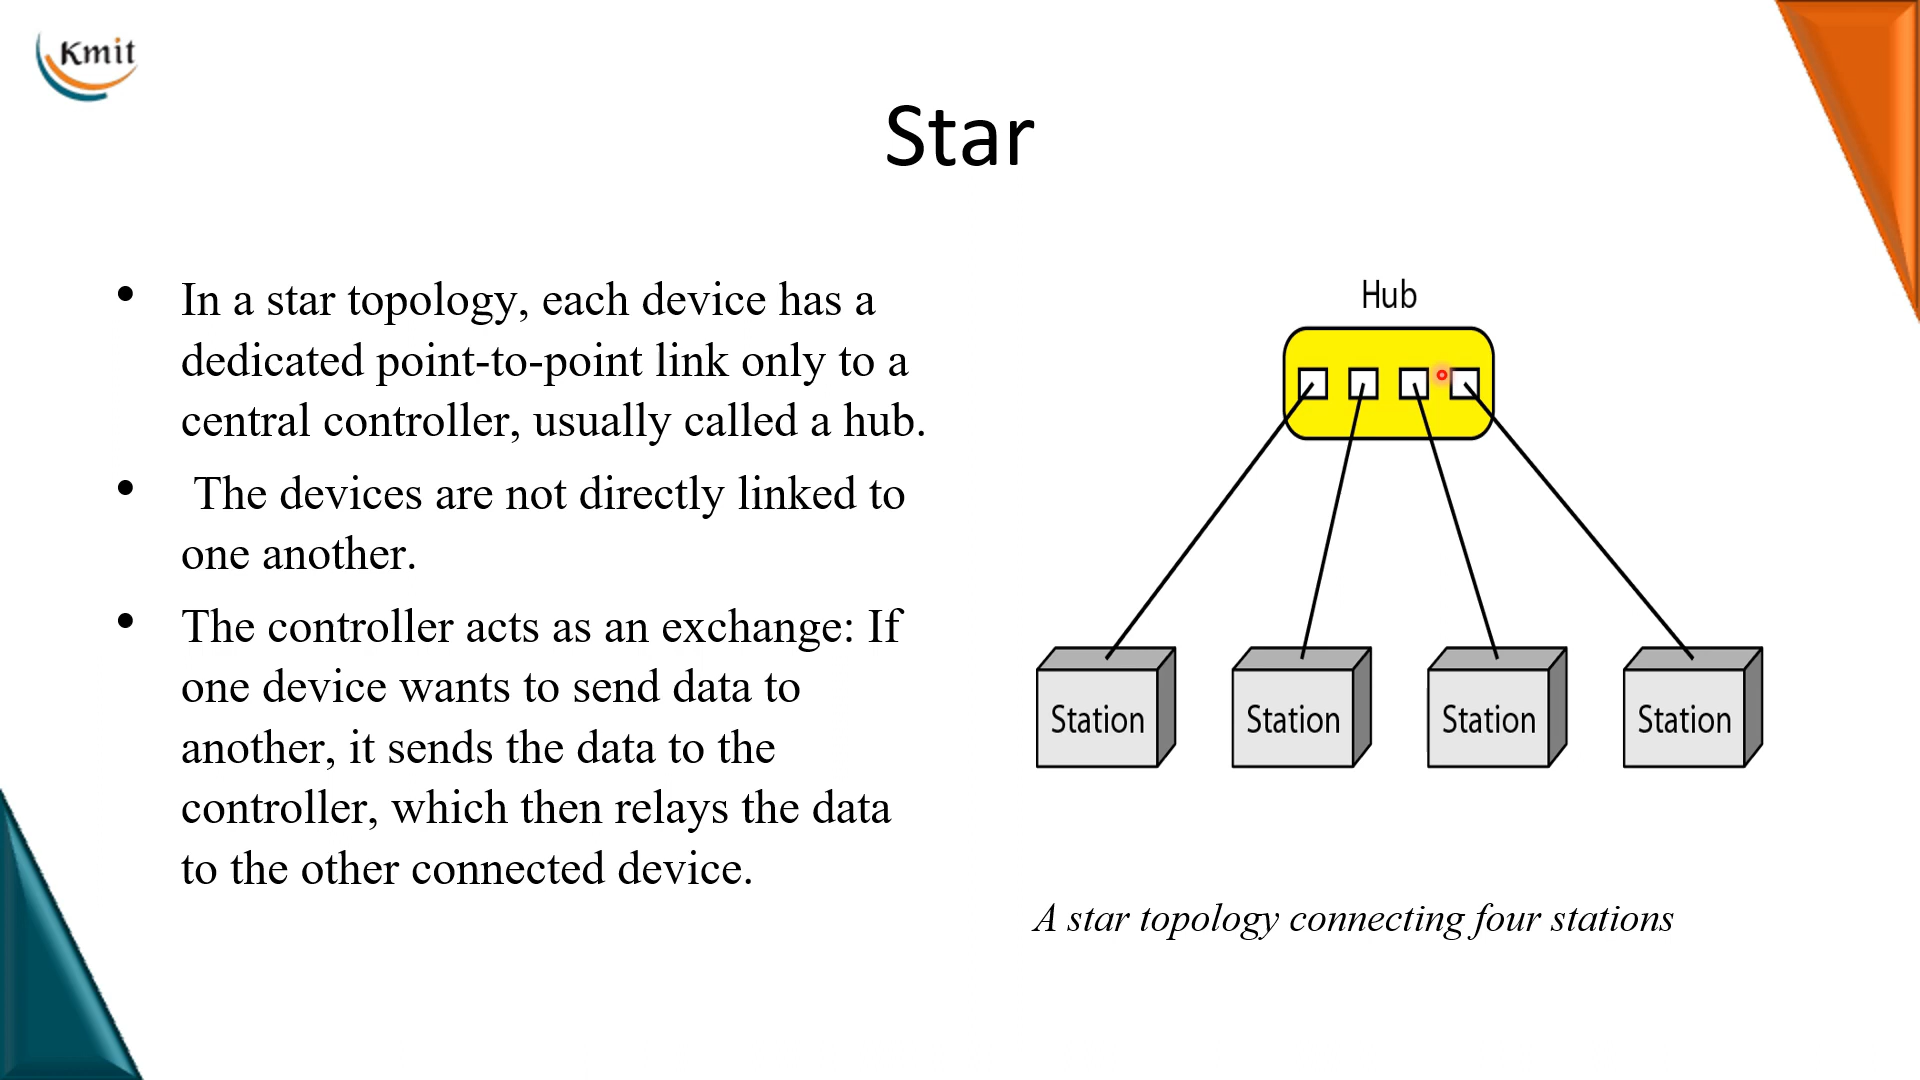 Kmit
Star
• In a star topology, each device has a
dedicated point-to-point link only to a
central controller, usually called a hub.
• The devices are not directly linked to
one another.
• The controller acts as an exchange: If
one device wants to send data to
another, it sends the data to the
controller, which then relays the data
to the other connected device.
Hub
Station Station Station Station
A star topology connecting four stations